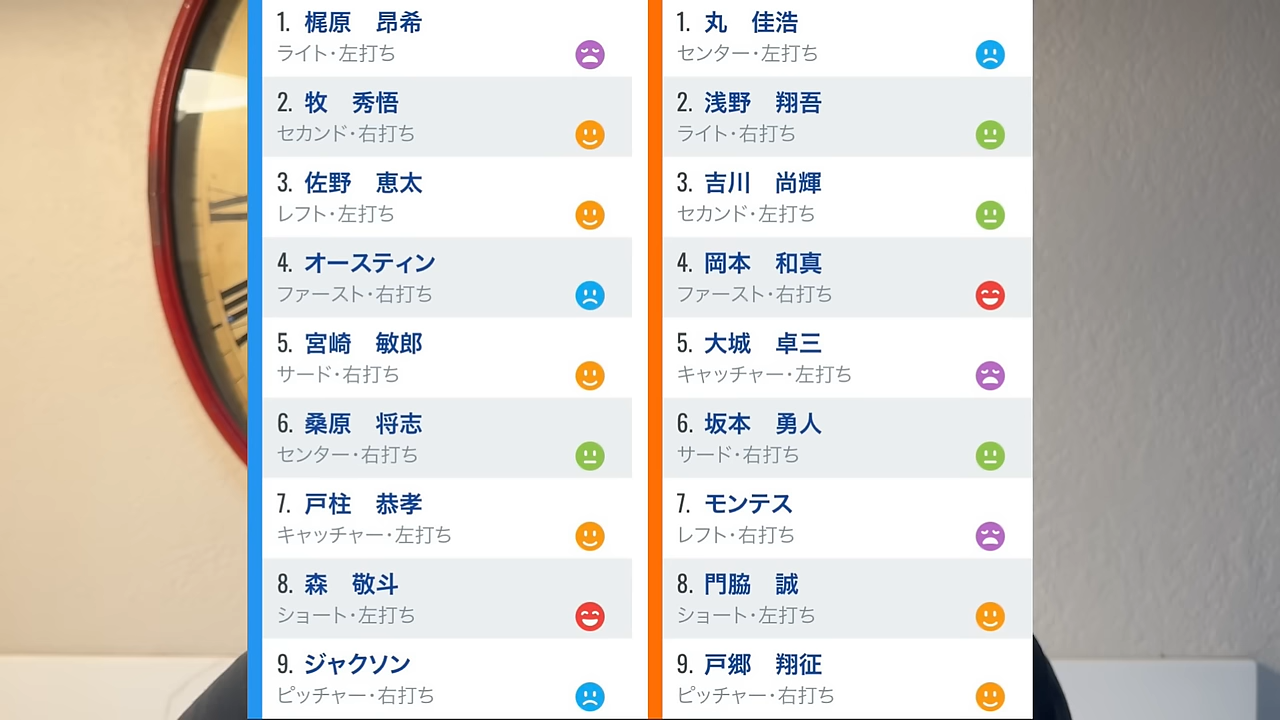 1. 梶原　昂希
ライト・左打ち
2. 牧　秀悟
セカンド・右打ち
3. 佐野　恵太
レフト・左打ち
4. オースティン
ファースト・右打ち
5. 宮崎　敏郎
サード・右打ち
6. 桑原　将志
センター・右打ち
7. 戸柱　恭孝
キャッチャー・左打ち
8. 森　敬斗
ショート・左打ち
9. ジャクソン
ピッチャー・右打ち
1. 丸　佳浩
センター・左打ち
2. 浅野　翔吾
ライト・右打ち
3. 吉川　尚輝
セカンド・左打ち
4. 岡本　和真
ファースト・右打ち
5. 大城　卓三
キャッチャー・左打ち
6. 坂本　勇人
サード・右打ち
7. モンテス
レフト・右打ち
8. 門脇　誠
ショート・左打ち
9. 戸郷　翔征
ピッチャー・右打ち